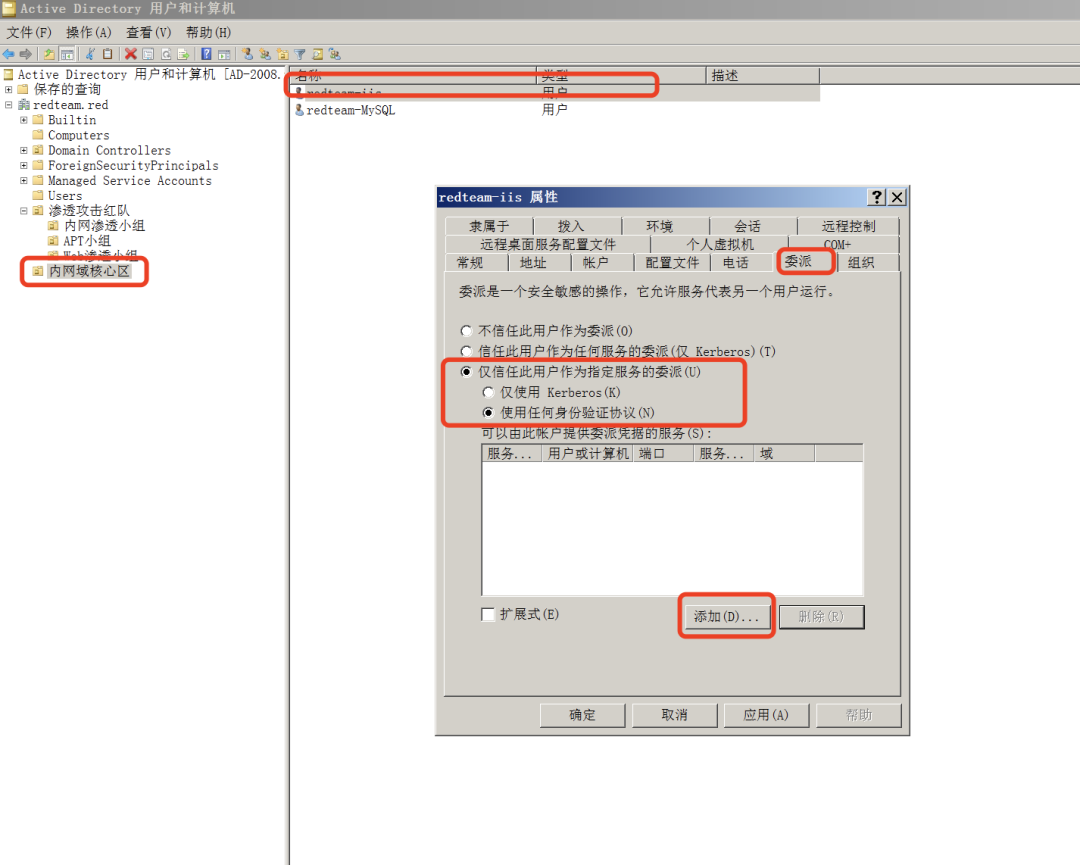 Active Directory 用户和计算机
文件(F) 操作(A) 查看(V) 帮助(H)
Active Directory 用户和计算机 [AD-2008.
保存的查询
redteam.red
Builtin
Computers
Domain Controllers
ForeignSecurityPrincipals
Managed Service Accounts
Users
渗透攻击红队
内网渗透小组
APT小组
Web渗透小组
内网域核心区
名称 类型 描述
redteam-iis 用户
redteam-MySQL 用户
redteam-iis 属性
隶属于 拨入 环境 会话 远程控制
远程桌面服务配置文件 个人虚拟机 COM+
常规 地址 帐户 配置文件 电话 委派 组织
委派是一个安全敏感的操作，它允许服务代表另一个用户运行。
不信任此用户作为委派(O)
信任此用户作为任何服务的委派(仅 Kerberos)(T)
仅信任此用户作为指定服务的委派(U)
仅使用 Kerberos(K)
使用任何身份验证协议(N)
可以由此帐户提供委派凭据的服务(S):
服务... 用户或计算机 端口 服务... 域
扩展式(E)
添加(D)... 删除(R)
确定 取消 应用(A) 帮助